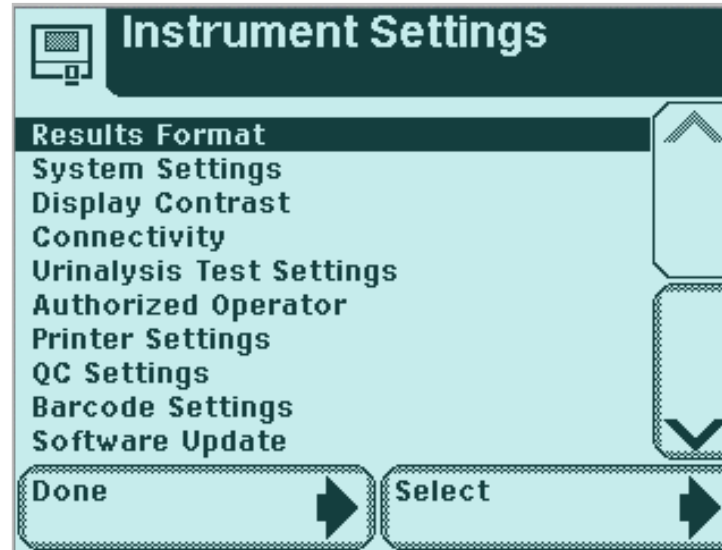 Instrument Settings
Results Format
System Settings
Display Contrast
Connectivity
Urinalysis Test Settings
Authorized Operator
Printer Settings
QC Settings
Barcode Settings
Software Update
Done
Select